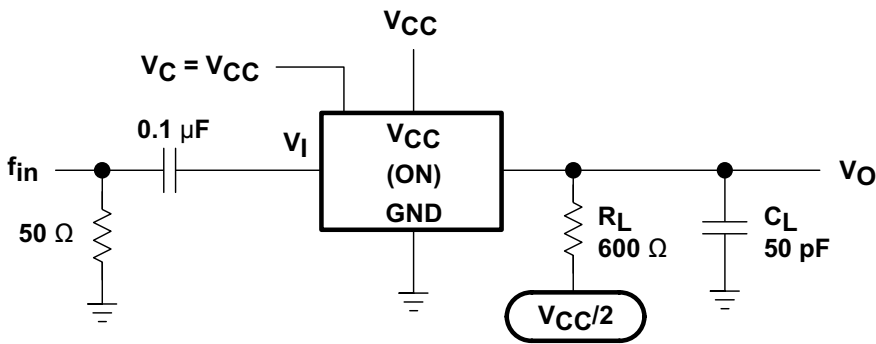 VCC
VC = VCC
0.1 µF
VI
VCC
(ON)
GND
fin
VO
50 Ω
RL
600 Ω
CL
50 pF
VCC/2